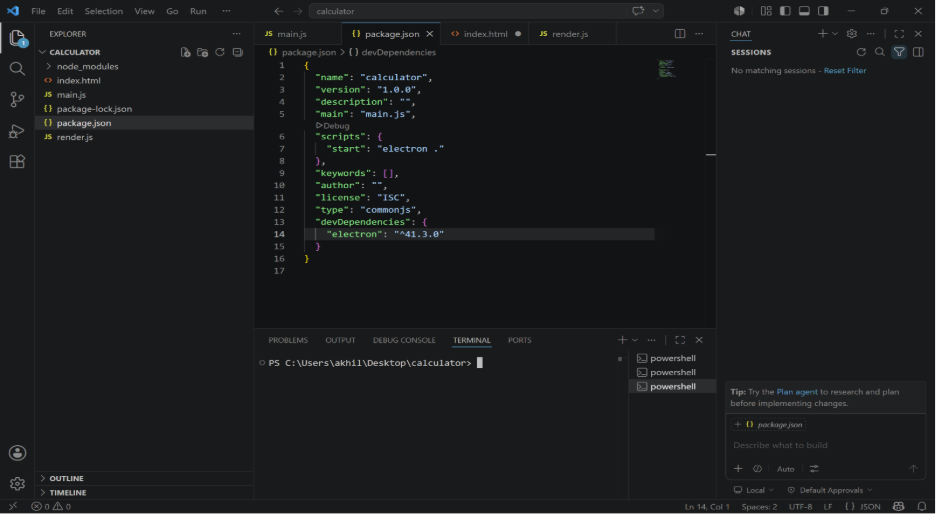 File Edit Selection View Go Run ···
calculator
EXPLORER
CALCULATOR
node_modules
index.html
JS main.js
{ } package-lock.json
{ } package.json
JS render.js
OUTLINE
TIMELINE
JS main.js
{ } package.json
<> index.html
JS render.js
{ } package.json > { } devDependencies
1 {
2 "name": "calculator",
3 "version": "1.0.0",
4 "description": "",
5 "main": "main.js",
Debug
6 "scripts": {
7 "start": "electron ."
8 },
9 "keywords": [],
10 "author": "",
11 "license": "ISC",
12 "type": "commonjs",
13 "devDependencies": {
14 "electron": "^41.3.0"
15 }
16 }
17
PROBLEMS OUTPUT DEBUG CONSOLE TERMINAL PORTS
PS C:\Users\akhil\Desktop\calculator>
powershell
powershell
powershell
CHAT
SESSIONS
No matching sessions - Reset Filter
Tip: Try the Plan agent to research and plan
before implementing changes.
{ } package.json
Describe what to build
Auto
Local
Default Approvals
1
0 0
Ln 14, Col 1 Spaces: 2 UTF-8 LF { } JSON